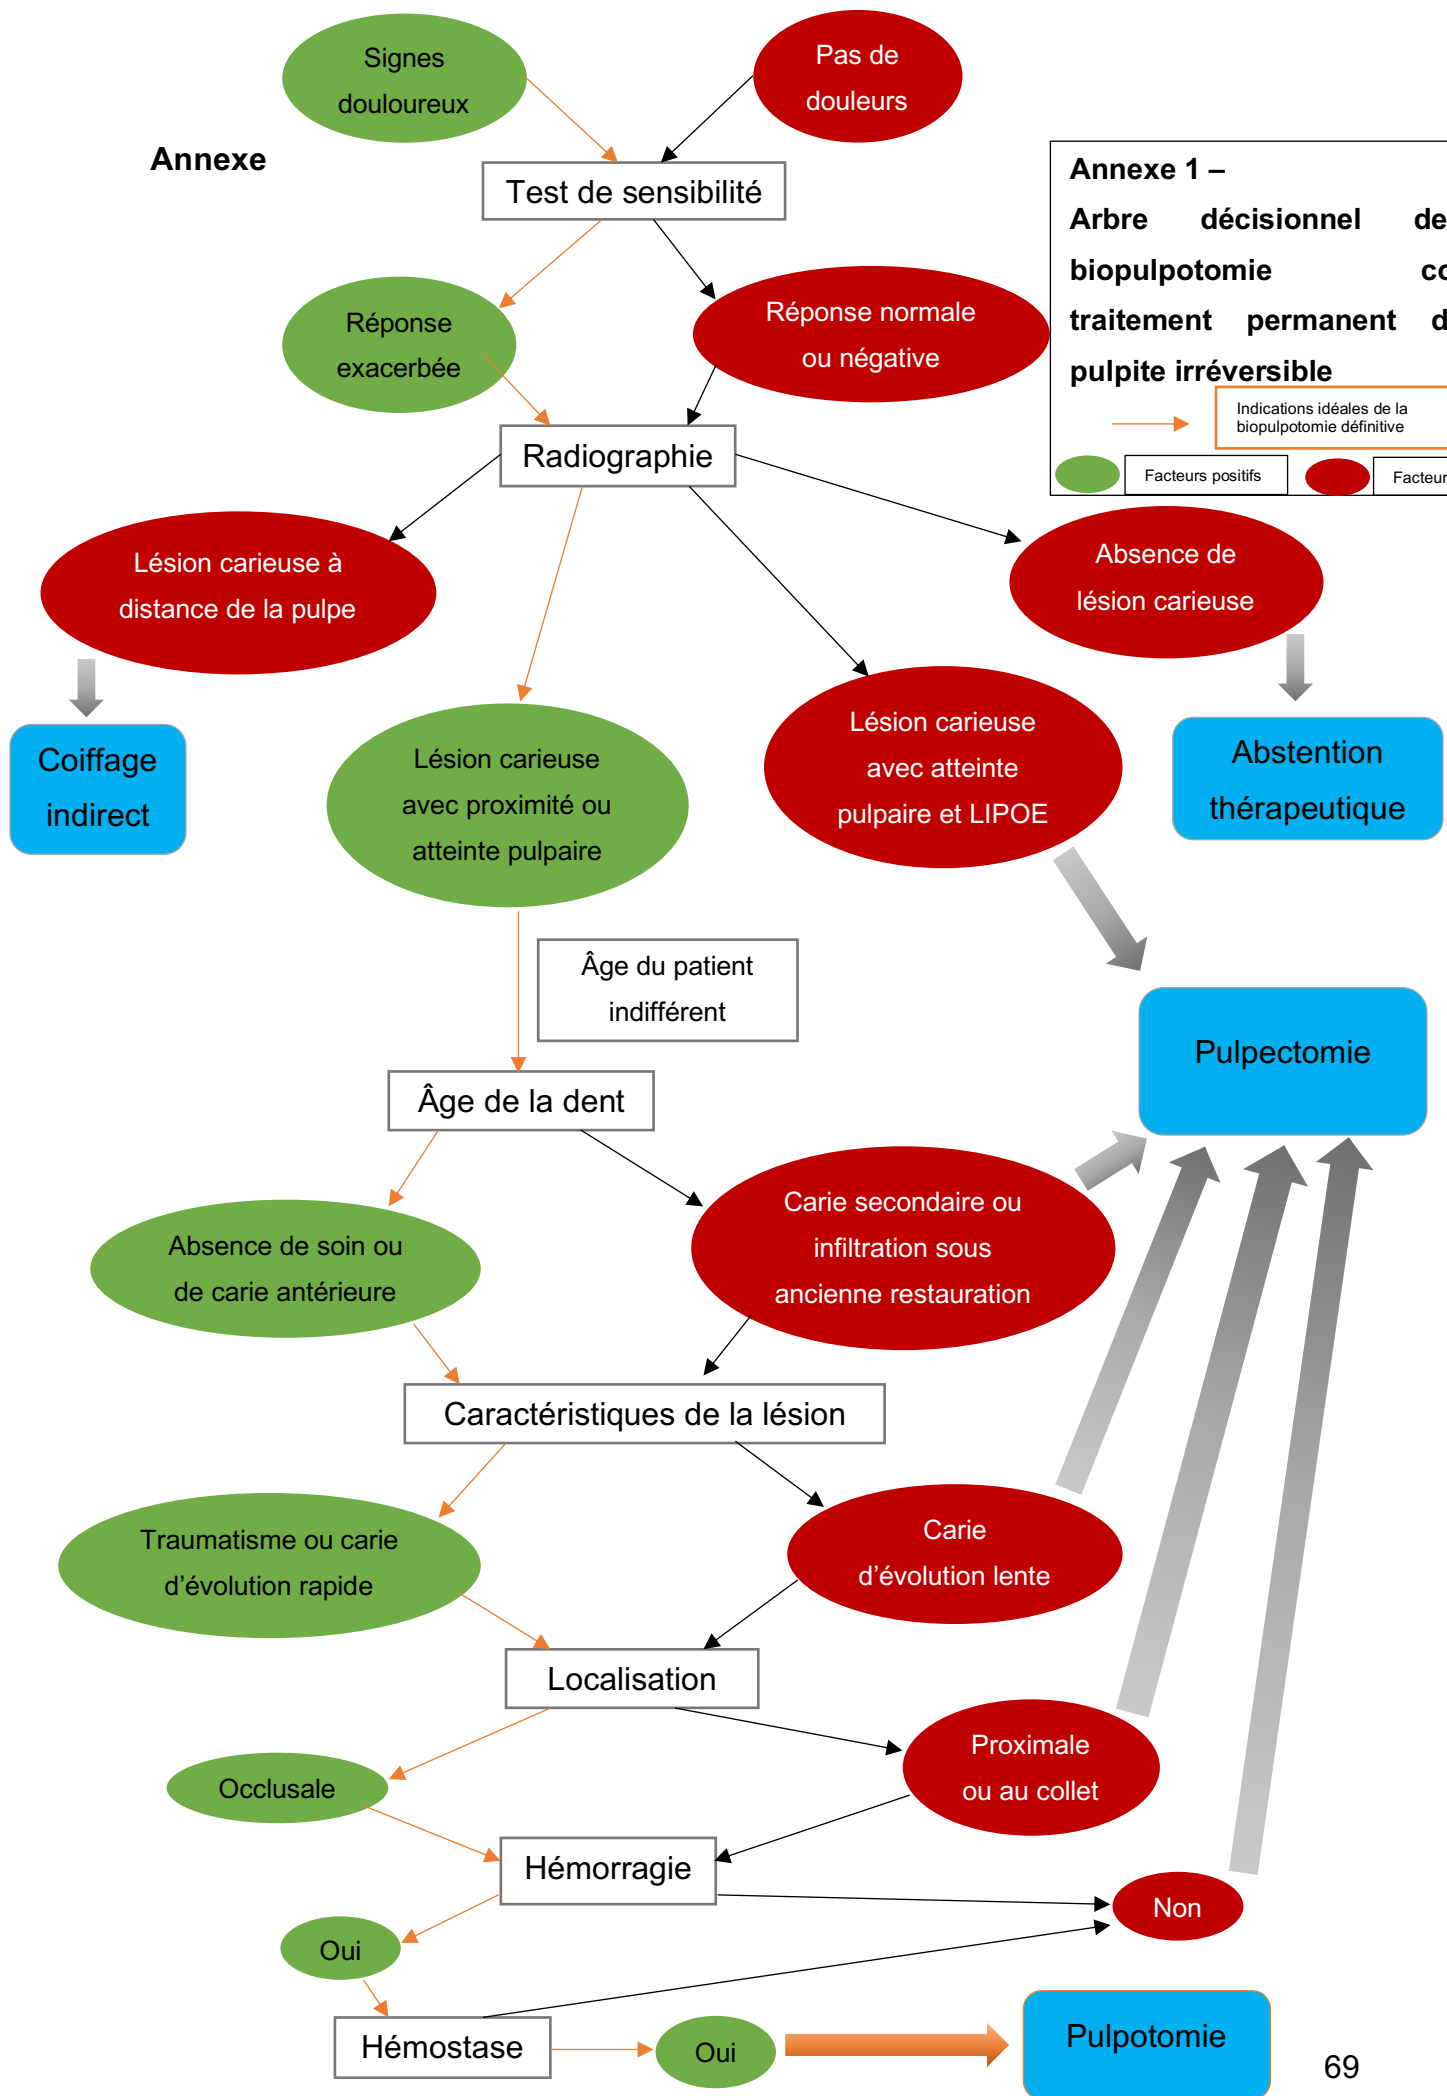 Signes
douloureux
Pas de
douleurs
Annexe
Test de sensibilité
Annexe 1 –
Arbre décisionnel de
biopulpotomie
traitement permanent
pulpite irréversible
Indications idéales de la
biopulpotomie définitive
Facteurs positifs
Réponse
exacerbée
Réponse normale
ou négative
Radiographie
Lésion carieuse à
distance de la pulpe
Absence de
lésion carieuse
Coiffage
indirect
Lésion carieuse
avec proximité ou
atteinte pulpaire
Lésion carieuse
avec atteinte
pulpaire et LIPOE
Abstention
thérapeutique
Âge du patient
indifférent
Pulpectomie
Âge de la dent
Absence de soin ou
de carie antérieure
Carie secondaire ou
infiltration sous
ancienne restauration
Caractéristiques de la lésion
Traumatisme ou carie
d’évolution rapide
Carie
d’évolution lente
Localisation
Occlusale
Proximale
ou au collet
Hémorragie
Oui
Non
Hémostase
Oui
Pulpotomie
69